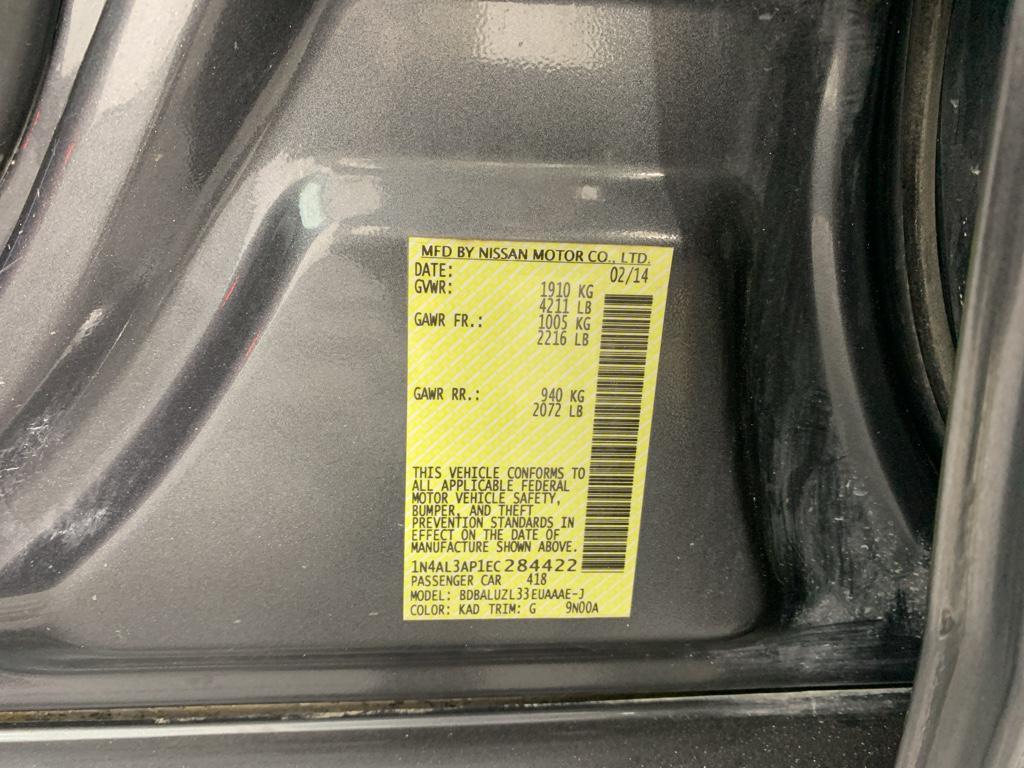 MFD BY NISSAN MOTOR CO., LTD.
DATE: 02/14
GVWR: 1910 KG
4211 LB
GAWR FR.: 1005 KG
2216 LB
GAWR RR.: 940 KG
2072 LB
THIS VEHICLE CONFORMS TO
ALL APPLICABLE FEDERAL
MOTOR VEHICLE SAFETY,
BUMPER, AND THEFT
PREVENTION STANDARDS IN
EFFECT ON THE DATE OF
MANUFACTURE SHOWN ABOVE.
1N4AL3AP1EC284422
PASSENGER CAR 418
MODEL: BDBALUZL33EUAAAE-J
COLOR: KAD TRIM: G 9N00A